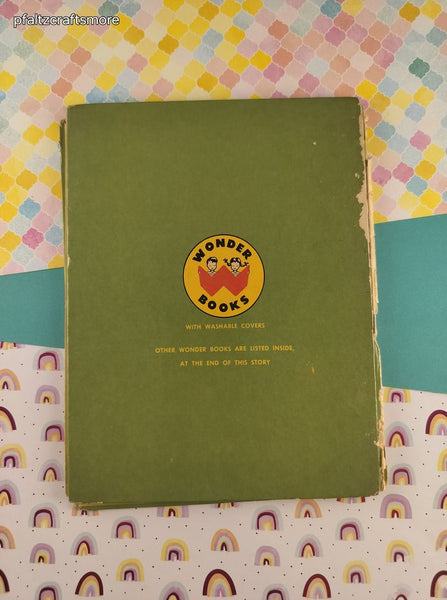 pfaltzcraftsmore
WONDER
BOOKS
WITH WASHABLE COVERS
OTHER WONDER BOOKS ARE LISTED INSIDE,
AT THE END OF THIS STORY